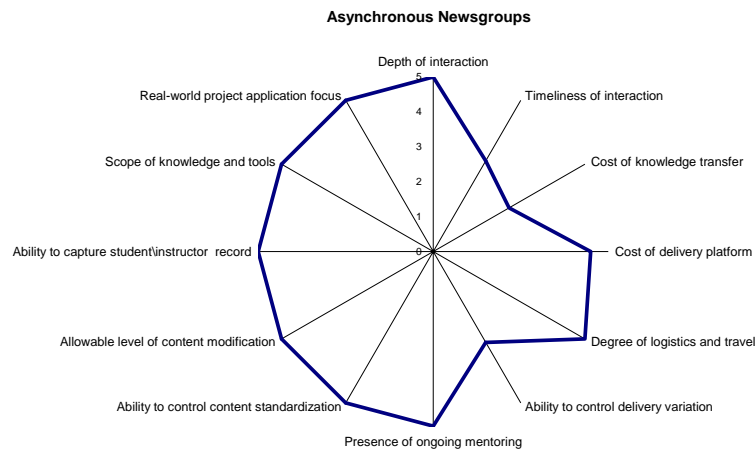 Asynchronous Newsgroups
Depth of interaction
5
Real-world project application focus
Timeliness of interaction
4
3
Scope of knowledge and tools
Cost of knowledge transfer
2
1
Ability to capture student\instructor  record
0
Cost of delivery platform
Allowable level of content modification
Degree of logistics and travel
Ability to control content standardization
Ability to control delivery variation
Presence of ongoing mentoring